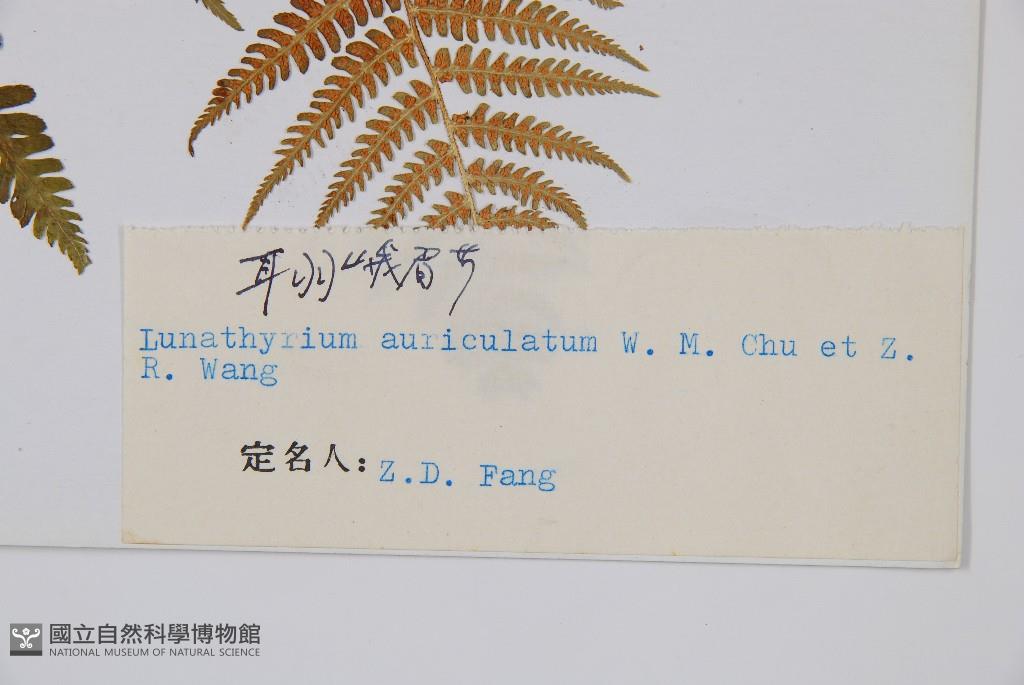 耳羽峨眉蕨
Lunathyrium auriculatum W. M. Chu et Z.
R. Wang
定名人: Z.D. Fang
國立自然科學博物館
NATIONAL MUSEUM OF NATURAL SCIENCE